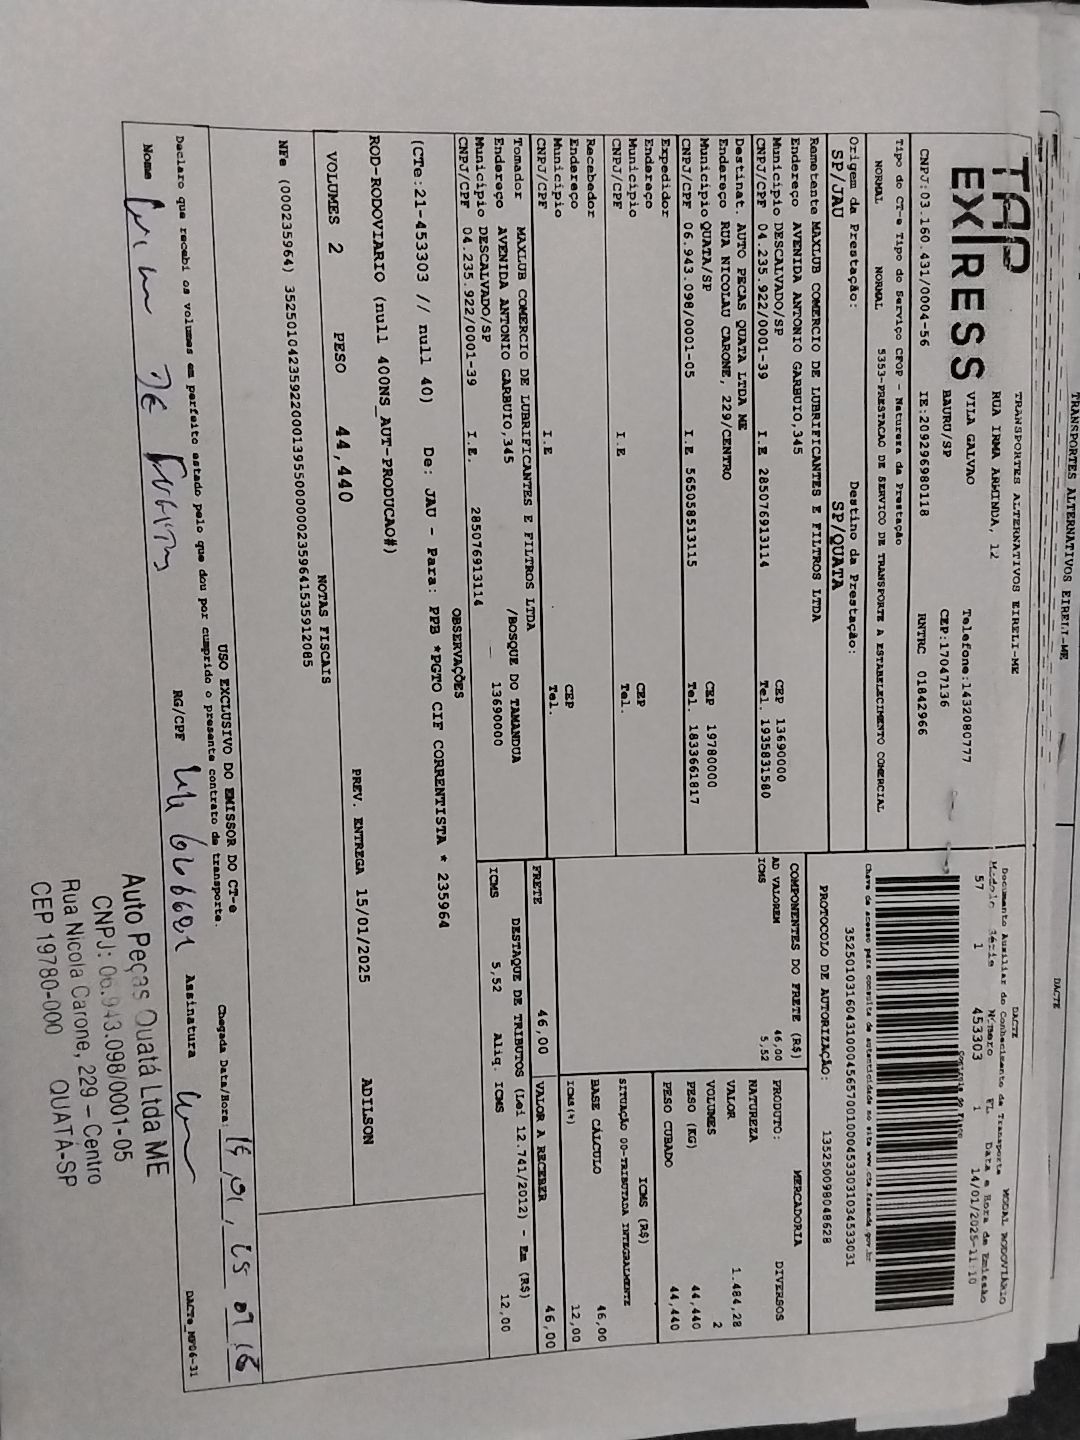 TRANSPORTES ALTERNATIVOS EIRELI-ME
DACTE
TAP
EXPRESS
TRANSPORTES ALTERNATIVOS EIRELI-ME
RUA IRMA ARMINDA, 12
VILA GALVAO
BAURU/SP
Telefone:1432080777
CEP:17047136
CNPJ:03.160.431/0004-56 IE:209296980118 RNTRC 01842966
DACTE
Documento Auxiliar do Conhecimento de Transporte MODAL RODOVIÁRIO
Modelo Série Número FL Data e Hora de Emissão
57 1 453303 1 14/01/2025-11:10
Controle do Fisco
Chave de acesso para consulta de autenticidade no site www.cte.fazenda.gov.br
35250103160431000456570010004533031034533031
PROTOCOLO DE AUTORIZAÇÃO: 135250098048628
Tipo do CT-e Tipo do Serviço CFOP - Natureza da Prestação
NORMAL NORMAL 5353-PRESTACAO DE SERVICO DE TRANSPORTE A ESTABELECIMENTO COMERCIAL
Origem da Prestação: Destino da Prestação:
SP/JAU SP/QUATA
Remetente MAXLUB COMERCIO DE LUBRIFICANTES E FILTROS LTDA
Endereço AVENIDA ANTONIO GARBUIO,345
Município DESCALVADO/SP CEP 13690000
CNPJ/CPF 04.235.922/0001-39 I.E 285076913114 Tel. 1935831580
Destinat. AUTO PECAS QUATA LTDA ME
Endereço RUA NICOLAU CARONE, 229/CENTRO
Município QUATA/SP CEP 19780000
CNPJ/CPF 06.943.098/0001-05 I.E 565058513115 Tel. 1833661817
Expedidor
Endereço
Município CEP
CNPJ/CPF I.E Tel.
Recebedor
Endereço
Município CEP
CNPJ/CPF I.E Tel.
Tomador MAXLUB COMERCIO DE LUBRIFICANTES E FILTROS LTDA
Endereço AVENIDA ANTONIO GARBUIO,345 /BOSQUE DO TAMANDUA
Município DESCALVADO/SP 13690000
CNPJ/CPF 04.235.922/0001-39 I.E. 285076913114
COMPONENTES DO FRETE (R$)
AD VALOREM 46,00
ICMS 5,52
FRETE 46,00
PRODUTO: MERCADORIA
NATUREZA DIVERSOS
VALOR 1.484,28
VOLUMES 2
PESO (KG) 44,440
PESO CUBADO 44,440
ICMS (R$)
SITUAÇÃO 00-TRIBUTADA INTEGRALMENTE
BASE CÁLCULO 46,00
ICMS(%) 12,00
VALOR A RECEBER 46,00
DESTAQUE DE TRIBUTOS (Lei 12.741/2012) - Em (R$)
ICMS 5,52 Aliq. ICMS 12,00
OBSERVAÇÕES
(CTe:21-453303 // null 40) De: JAU - Para: PPB *PGTO CIF CORRENTISTA * 235964
ROD-RODOVIARIO (null 400NS_AUT-PRODUCAO#)
PREV. ENTREGA 15/01/2025 ADILSON
VOLUMES 2 PESO 44,440
NOTAS FISCAIS
NFe (000235964) 35250104235922000139550000002359641535912085
USO EXCLUSIVO DO EMISSOR DO CT-e
Declaro que recebi os volumes em perfeito estado pelo que dou por cumprido o presente contrato de transporte.
Chegada Data/Hora:
Nome RG/CPF Assinatura
DACTe_MP06-31
Auto Peças Quatá Ltda ME
CNPJ: 06.943.098/0001-05
Rua Nicola Carone, 229 – Centro
CEP 19780-000 QUATÁ-SP